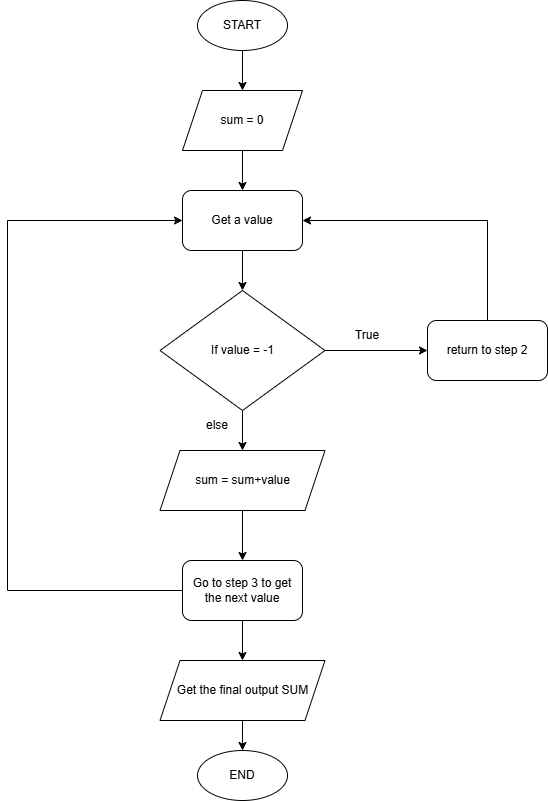 START
sum = 0
Get a value
If value = -1
True
return to step 2
else
sum = sum+value
Go to step 3 to get
the next value
Get the final output SUM
END